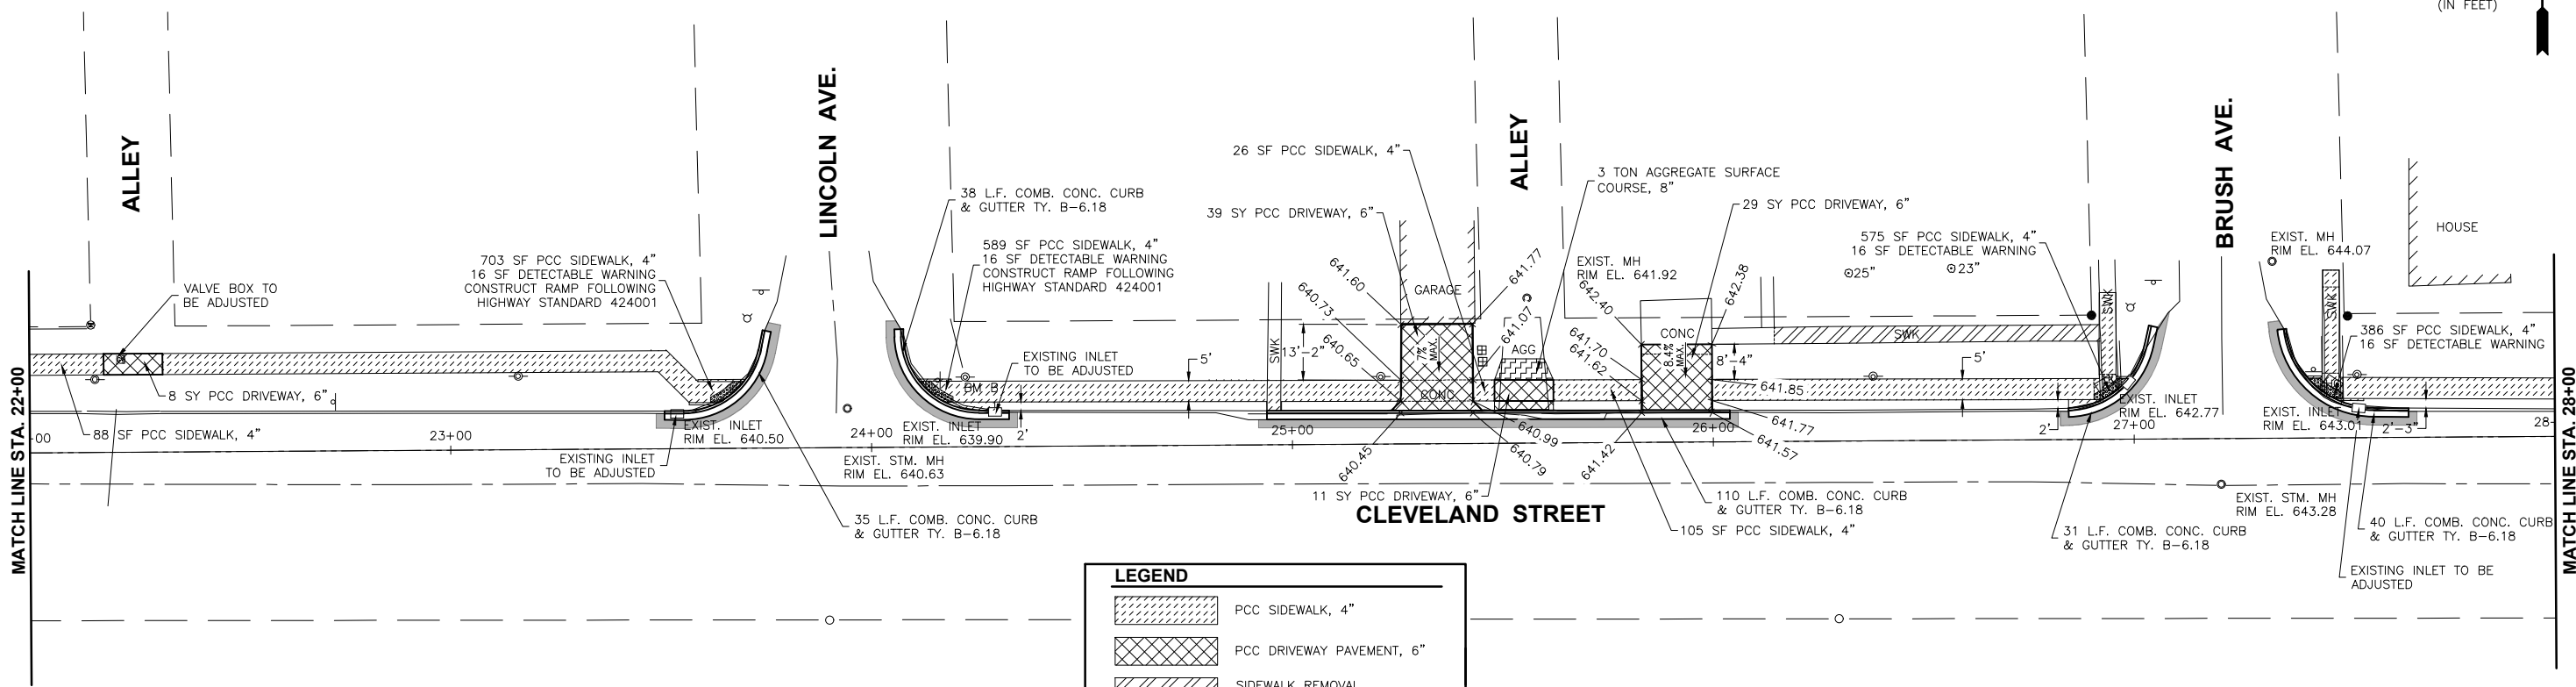 (IN FEET)
ALLEY
LINCOLN AVE.
ALLEY
BRUSH AVE.
VALVE BOX TO
BE ADJUSTED
703 SF PCC SIDEWALK, 4"
16 SF DETECTABLE WARNING
CONSTRUCT RAMP FOLLOWING
HIGHWAY STANDARD 424001
38 L.F. COMB. CONC. CURB
& GUTTER TY. B-6.18
589 SF PCC SIDEWALK, 4"
16 SF DETECTABLE WARNING
CONSTRUCT RAMP FOLLOWING
HIGHWAY STANDARD 424001
26 SF PCC SIDEWALK, 4"
39 SY PCC DRIVEWAY, 6"
3 TON AGGREGATE SURFACE
COURSE, 8"
29 SY PCC DRIVEWAY, 6"
575 SF PCC SIDEWALK, 4"
16 SF DETECTABLE WARNING
EXIST. MH
RIM EL. 644.07
HOUSE
EXIST. MH
RIM EL. 641.92
⊙25"
⊙23"
641.60
641.77
640.73
640.65
GARAGE
SWK
13'-2"
7%
MAX.
CONC
641.07
AGG
642.40
642.38
641.70
641.62
CONC
8.4%
MAX.
8'-4"
SWK
SWK
SWK
386 SF PCC SIDEWALK, 4"
16 SF DETECTABLE WARNING
EXISTING INLET
TO BE ADJUSTED
5'
5'
BM B
8 SY PCC DRIVEWAY, 6"
88 SF PCC SIDEWALK, 4"
641.85
641.77
641.57
EXIST. INLET
RIM EL. 642.77
EXIST. INLET
RIM EL. 643.01
2'-3"
2'
2'
EXIST. INLET
RIM EL. 640.50
EXIST. INLET
RIM EL. 639.90
00
23+00
24+00
25+00
26+00
27+00
28
EXISTING INLET
TO BE ADJUSTED
EXIST. STM. MH
RIM EL. 640.63
640.45
640.99
640.79
641.42
11 SY PCC DRIVEWAY, 6"
110 L.F. COMB. CONC. CURB
& GUTTER TY. B-6.18
105 SF PCC SIDEWALK, 4"
CLEVELAND STREET
35 L.F. COMB. CONC. CURB
& GUTTER TY. B-6.18
EXIST. STM. MH
RIM EL. 643.28
31 L.F. COMB. CONC. CURB
& GUTTER TY. B-6.18
40 L.F. COMB. CONC. CURB
& GUTTER TY. B-6.18
EXISTING INLET TO BE
ADJUSTED
MATCH LINE STA. 22+00
MATCH LINE STA. 28+00
LEGEND
PCC SIDEWALK, 4"
PCC DRIVEWAY PAVEMENT, 6"
SIDEWALK REMOVAL